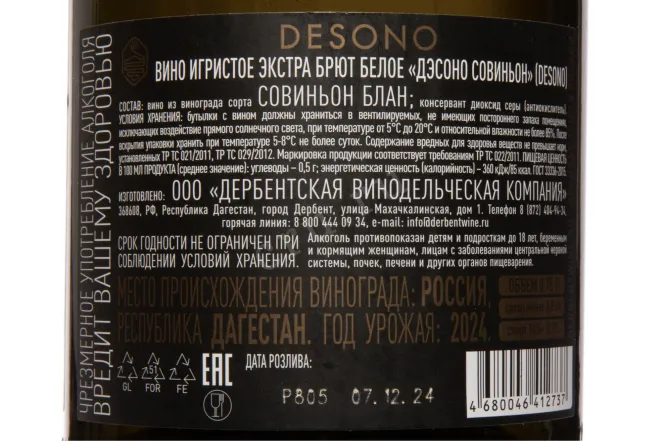 DESONO
ВИНО ИГРИСТОЕ ЭКСТРА БРЮТ БЕЛОЕ «ДЭСОНО СОВИНЬОН» (DESONO)
СОСТАВ: вино из винограда сорта СОВИНЬОН БЛАН; консервант диоксид серы (антиокислитель).
УСЛОВИЯ ХРАНЕНИЯ: бутылки с вином должны храниться в вентилируемых, не имеющих постороннего запаха помещениях,
исключающих воздействие прямого солнечного света, при температуре от 5°С до 20°С и относительной влажности не более 85%. После
вскрытия упаковки хранить при температуре 5-8°С не более суток. Содержание вредных для здоровья веществ не превышает норм,
установленных ТР ТС 021/2011, ТР ТС 029/2012. Маркировка продукции соответствует требованиям ТР ТС 022/2011. ПИЩЕВАЯ ЦЕННОСТЬ
В 100 МЛ ПРОДУКТА (среднее значение): углеводы – 0,5 г; энергетическая ценность (калорийность) – 360 кДж/85 ккал. ГОСТ 33336-2015.
ИЗГОТОВЛЕНО: ООО «ДЕРБЕНТСКАЯ ВИНОДЕЛЬЧЕСКАЯ КОМПАНИЯ»
368608, РФ, Республика Дагестан, город Дербент, улица Махачкалинская, дом 1. Телефон 8 (872) 484-94-34,
горячая линия: 8 800 444 09 34, e-mail: info@derbentwine.ru
СРОК ГОДНОСТИ НЕ ОГРАНИЧЕН ПРИ
СОБЛЮДЕНИИ УСЛОВИЙ ХРАНЕНИЯ.
Алкоголь противопоказан детям и подросткам до 18 лет, беременным
и кормящим женщинам, лицам с заболеваниями центральной нервной
системы, почек, печени и других органов пищеварения.
МЕСТО ПРОИСХОЖДЕНИЯ ВИНОГРАДА: РОССИЯ,
РЕСПУБЛИКА ДАГЕСТАН. ГОД УРОЖАЯ: 2024.
GL
51
FOR
FE
EAC
ДАТА РОЗЛИВА:
P805 07.12.24
4 680046 412737
ЧРЕЗМЕРНОЕ УПОТРЕБЛЕНИЕ АЛКОГОЛЯ
ВРЕДИТ ВАШЕМУ ЗДОРОВЬЮ